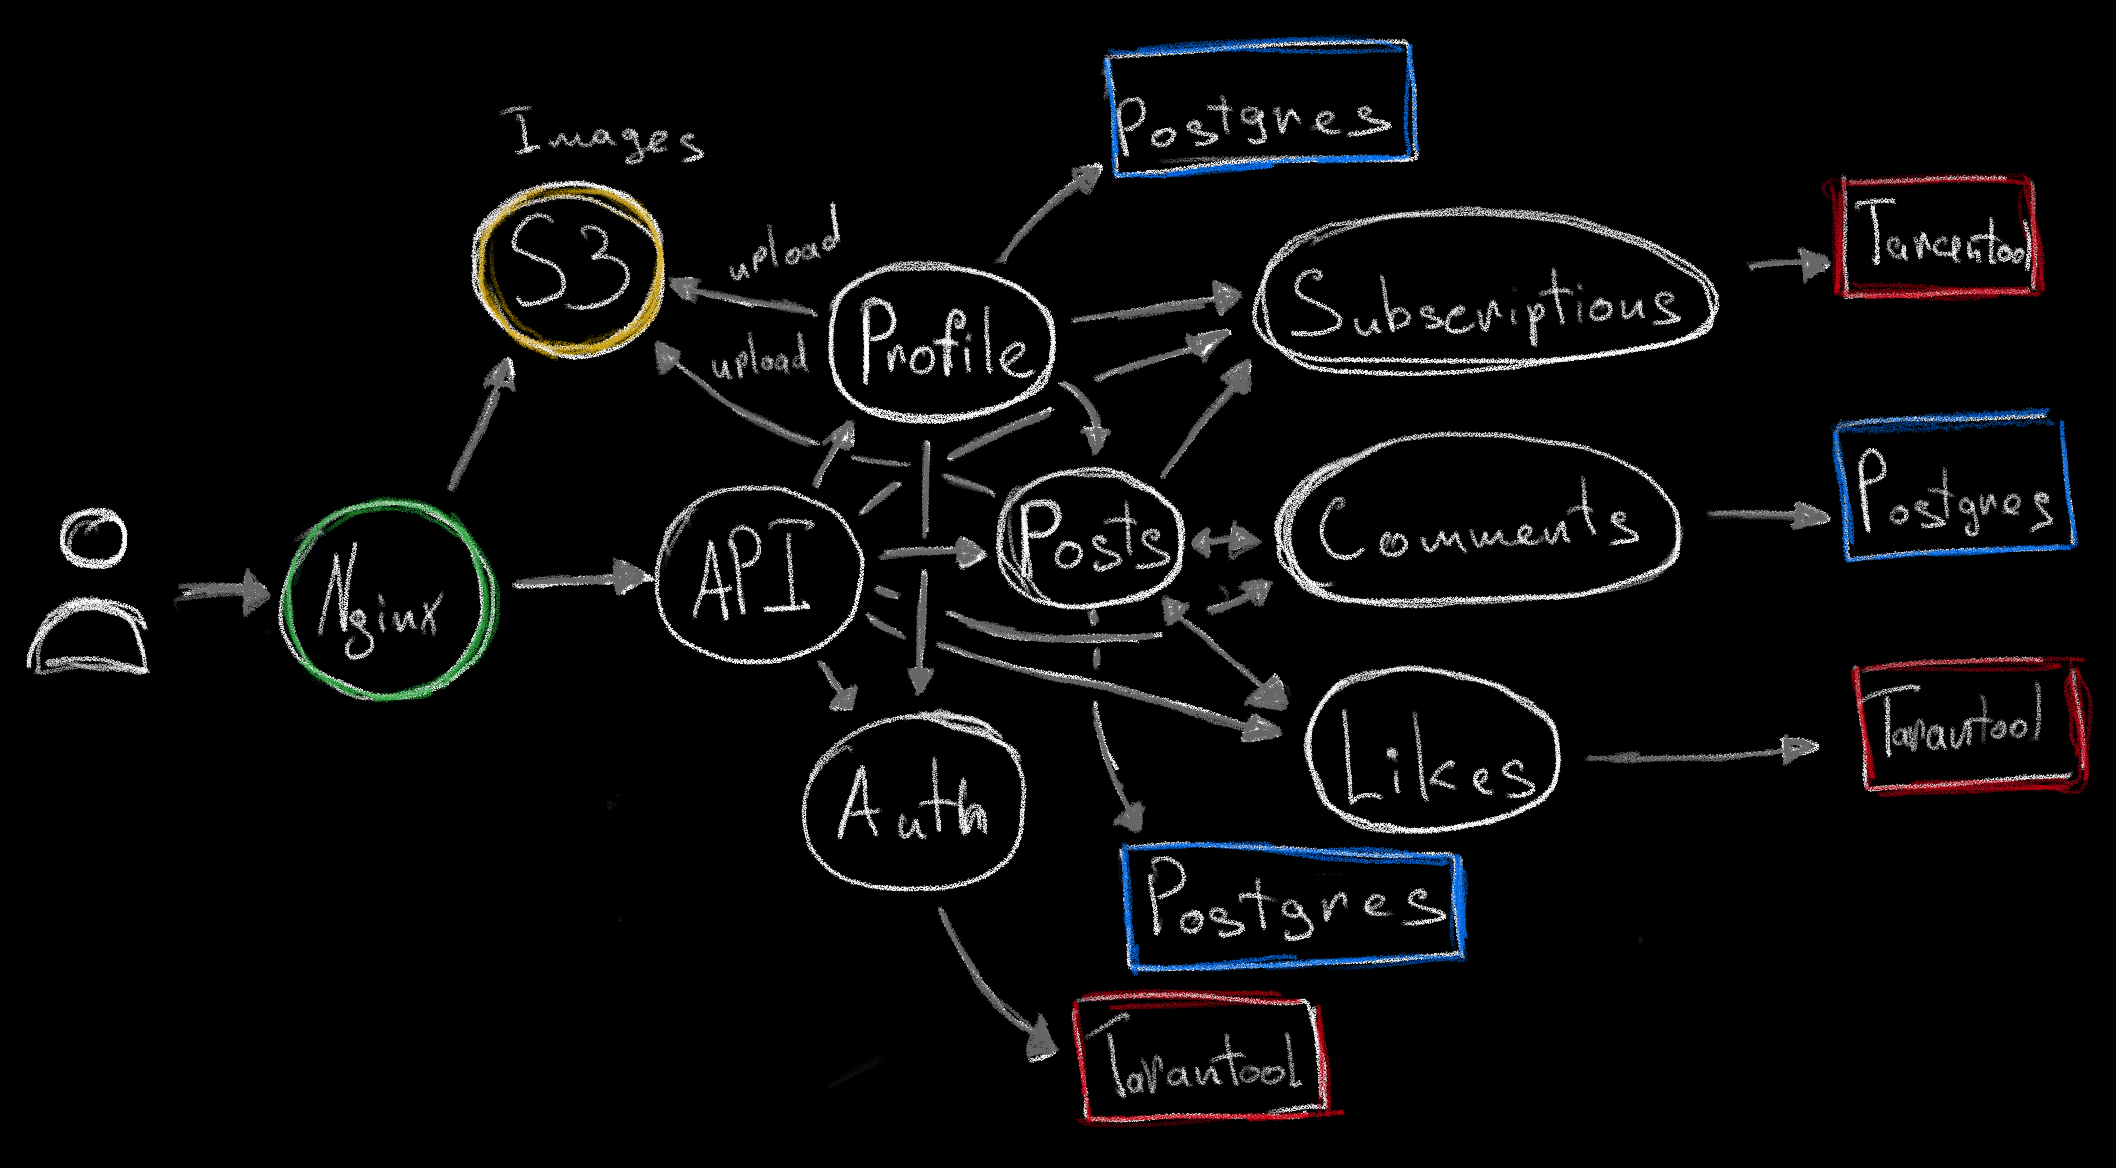 Postgres
Images
S3
upload
Tarantool
Subscriptions
Profile
upload
Postgres
Comments
Posts
API
Nginx
Tarantool
Likes
Auth
Postgres
Tarantool